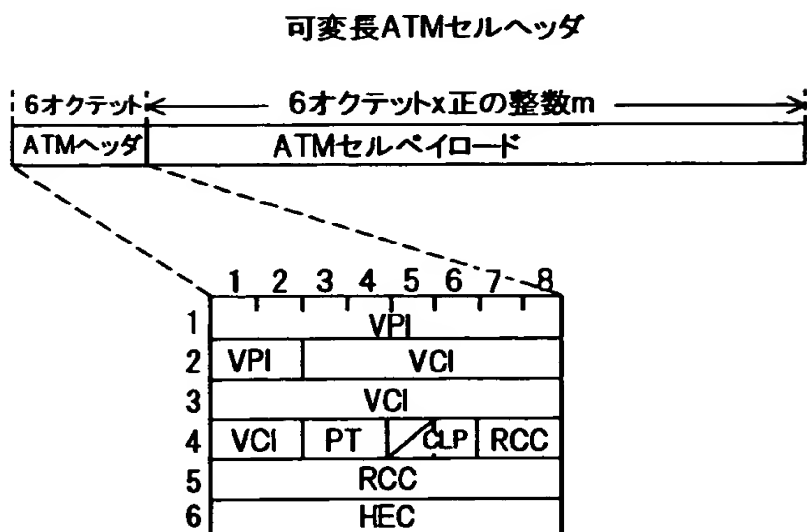 可変長ATMセルヘッダ
6オクテット 6オクテットx正の整数m
ATMヘッダ ATMセルペイロード
1 2 3 4 5 6 7 8
1 VPI
2 VPI VCI
3 VCI
4 VCI PT CLP RCC
5 RCC
6 HEC